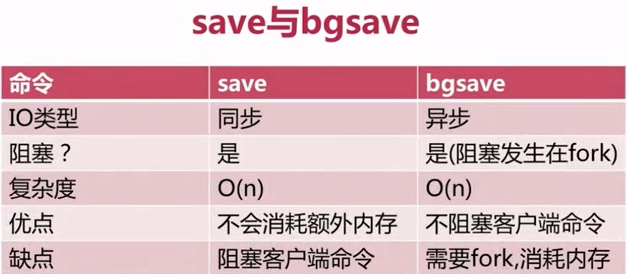 save与bgsave
命令 save bgsave
IO类型 同步 异步
阻塞？ 是 是(阻塞发生在fork)
复杂度 O(n) O(n)
优点 不会消耗额外内存 不阻塞客户端命令
缺点 阻塞客户端命令 需要fork,消耗内存